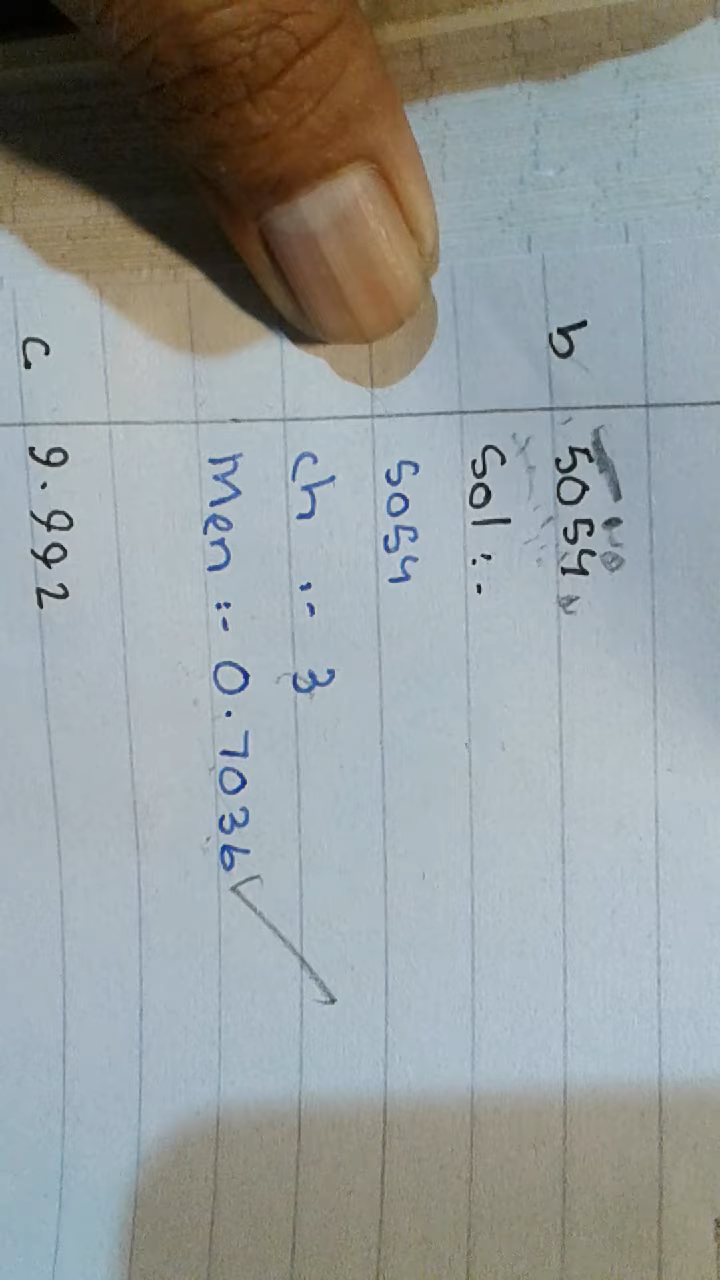 b 5054
Sol :-
5054
ch :- 3
Men :- 0.7036
c 9.992